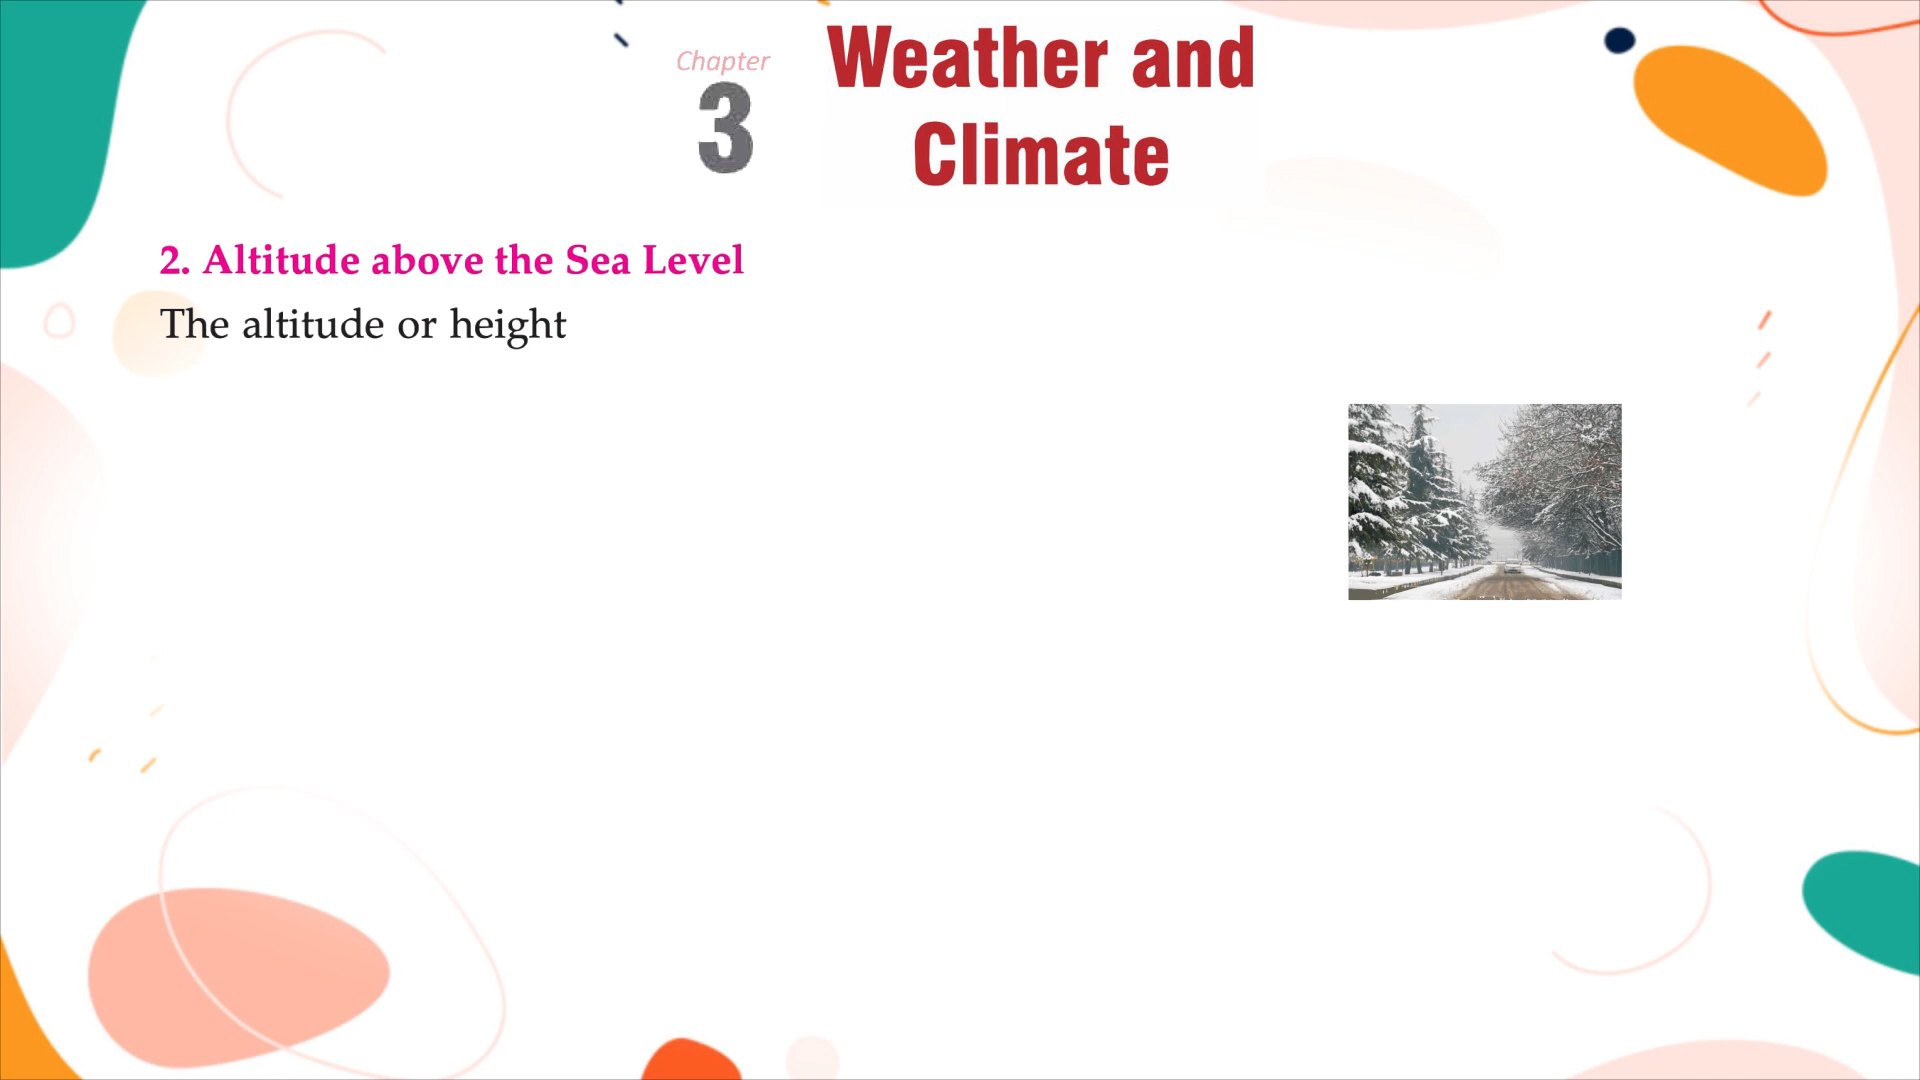 Chapter
3
Weather and
Climate
2. Altitude above the Sea Level
The altitude or height